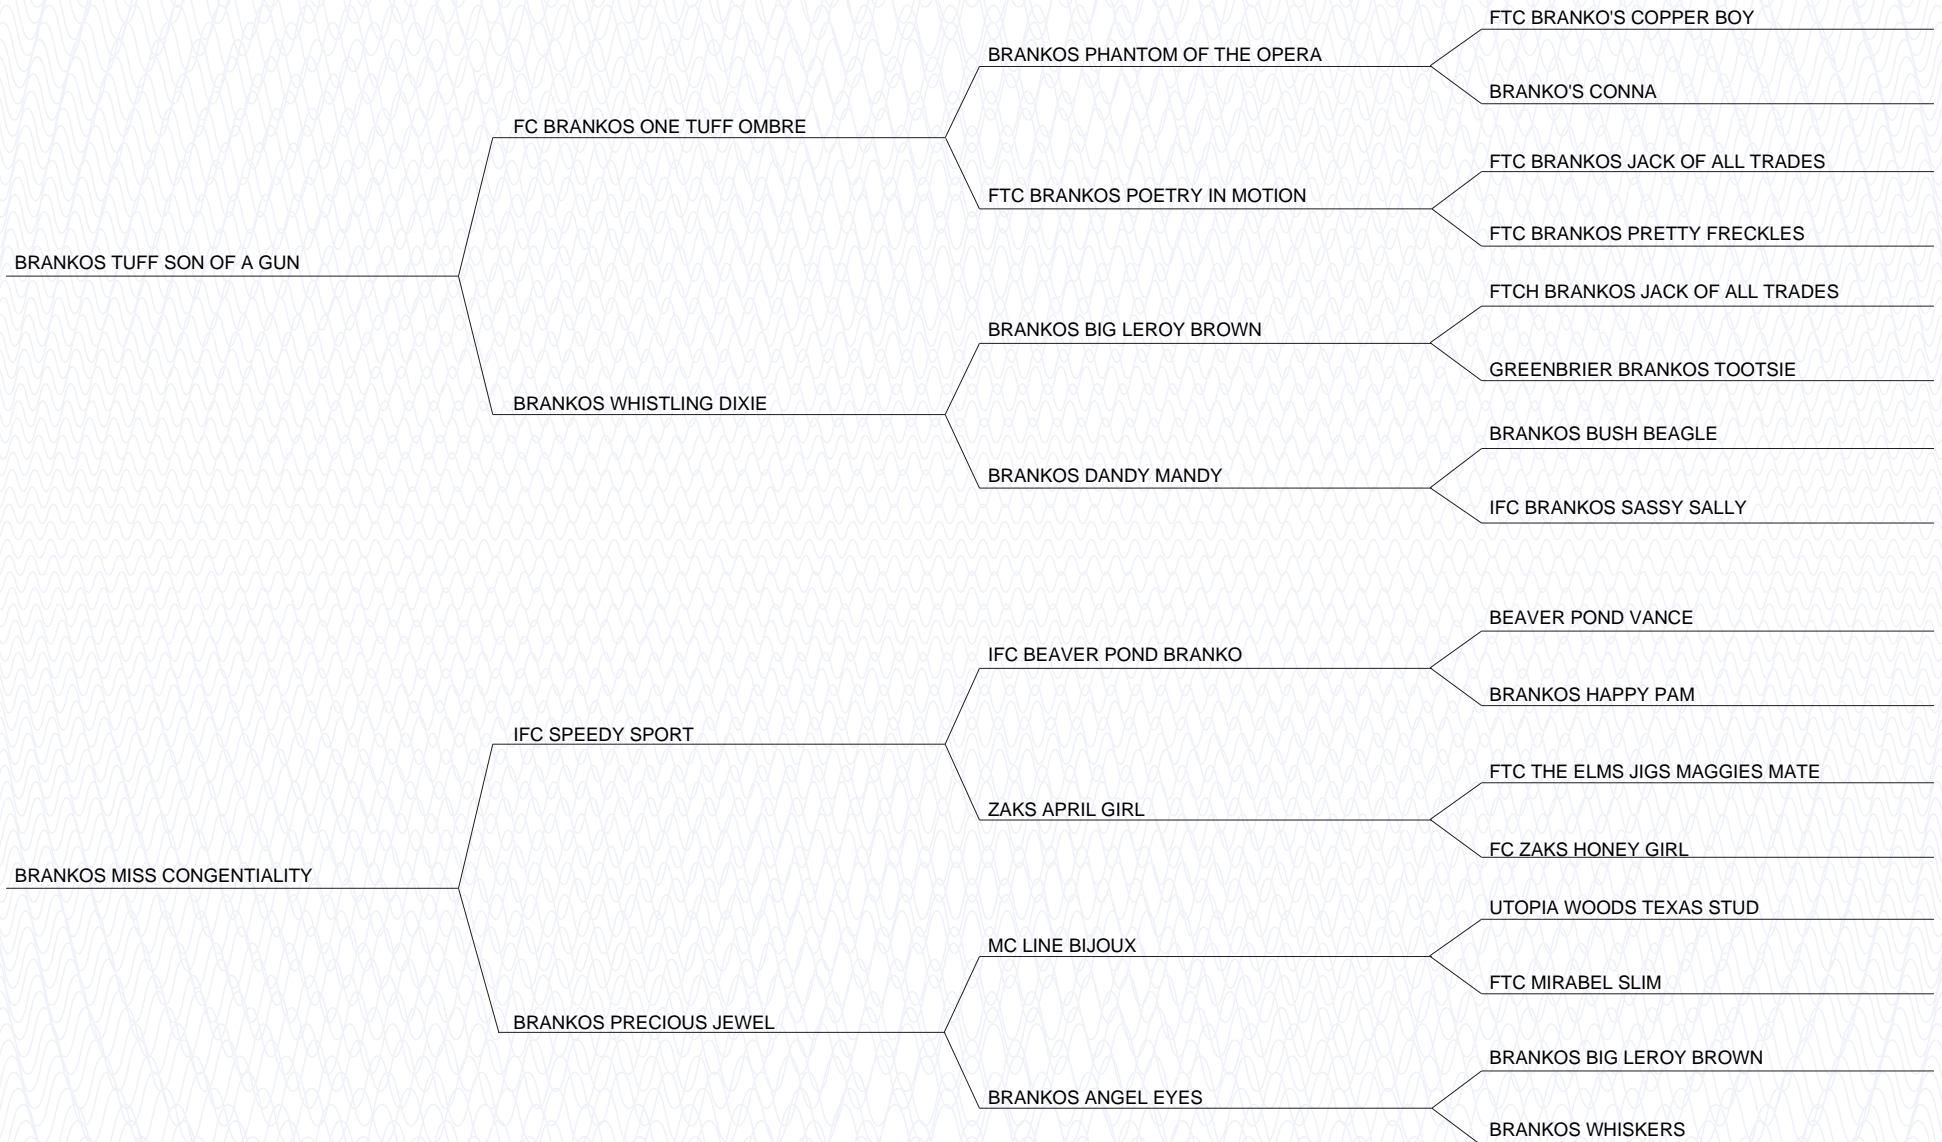 FTC BRANKO'S COPPER BOY
BRANKOS PHANTOM OF THE OPERA
BRANKO'S CONNA
FC BRANKOS ONE TUFF OMBRE
FTC BRANKOS JACK OF ALL TRADES
FTC BRANKOS POETRY IN MOTION
FTC BRANKOS PRETTY FRECKLES
BRANKOS TUFF SON OF A GUN
FTCH BRANKOS JACK OF ALL TRADES
BRANKOS BIG LEROY BROWN
GREENBRIER BRANKOS TOOTSIE
BRANKOS WHISTLING DIXIE
BRANKOS BUSH BEAGLE
BRANKOS DANDY MANDY
IFC BRANKOS SASSY SALLY
BEAVER POND VANCE
IFC BEAVER POND BRANKO
BRANKOS HAPPY PAM
IFC SPEEDY SPORT
FTC THE ELMS JIGS MAGGIES MATE
ZAKS APRIL GIRL
FC ZAKS HONEY GIRL
BRANKOS MISS CONGENTIALITY
UTOPIA WOODS TEXAS STUD
MC LINE BIJOUX
FTC MIRABEL SLIM
BRANKOS PRECIOUS JEWEL
BRANKOS BIG LEROY BROWN
BRANKOS ANGEL EYES
BRANKOS WHISKERS